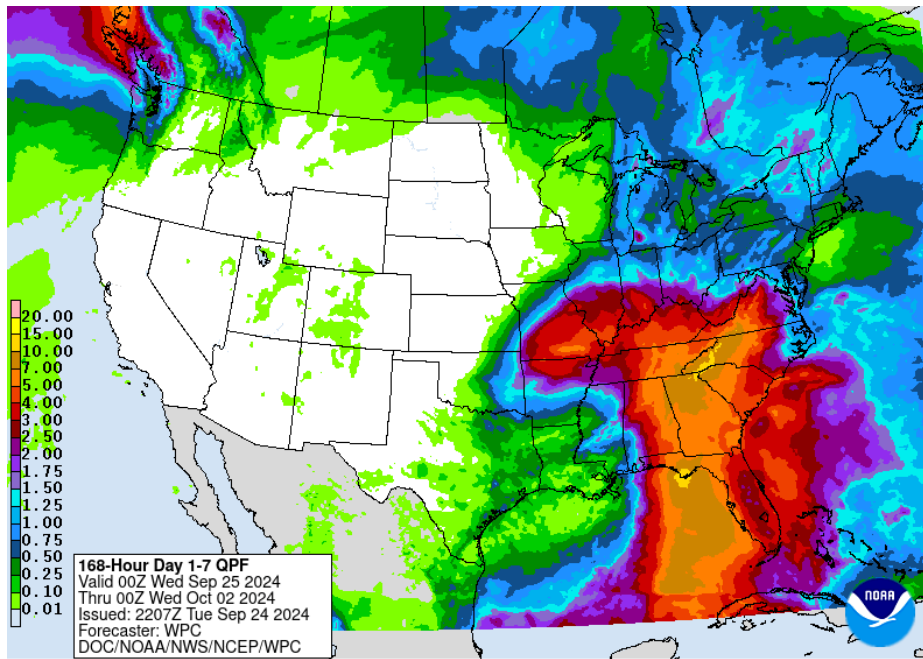 20.00
15.00
10.00
7.00
5.00
4.00
3.00
2.50
2.00
1.75
1.50
1.25
1.00
0.75
0.50
0.25
0.10
0.01
168-Hour Day 1-7 QPF
Valid 00Z Wed Sep 25 2024
Thru 00Z Wed Oct 02 2024
Issued: 2207Z Tue Sep 24 2024
Forecaster: WPC
DOC/NOAA/NWS/NCEP/WPC
NOAA